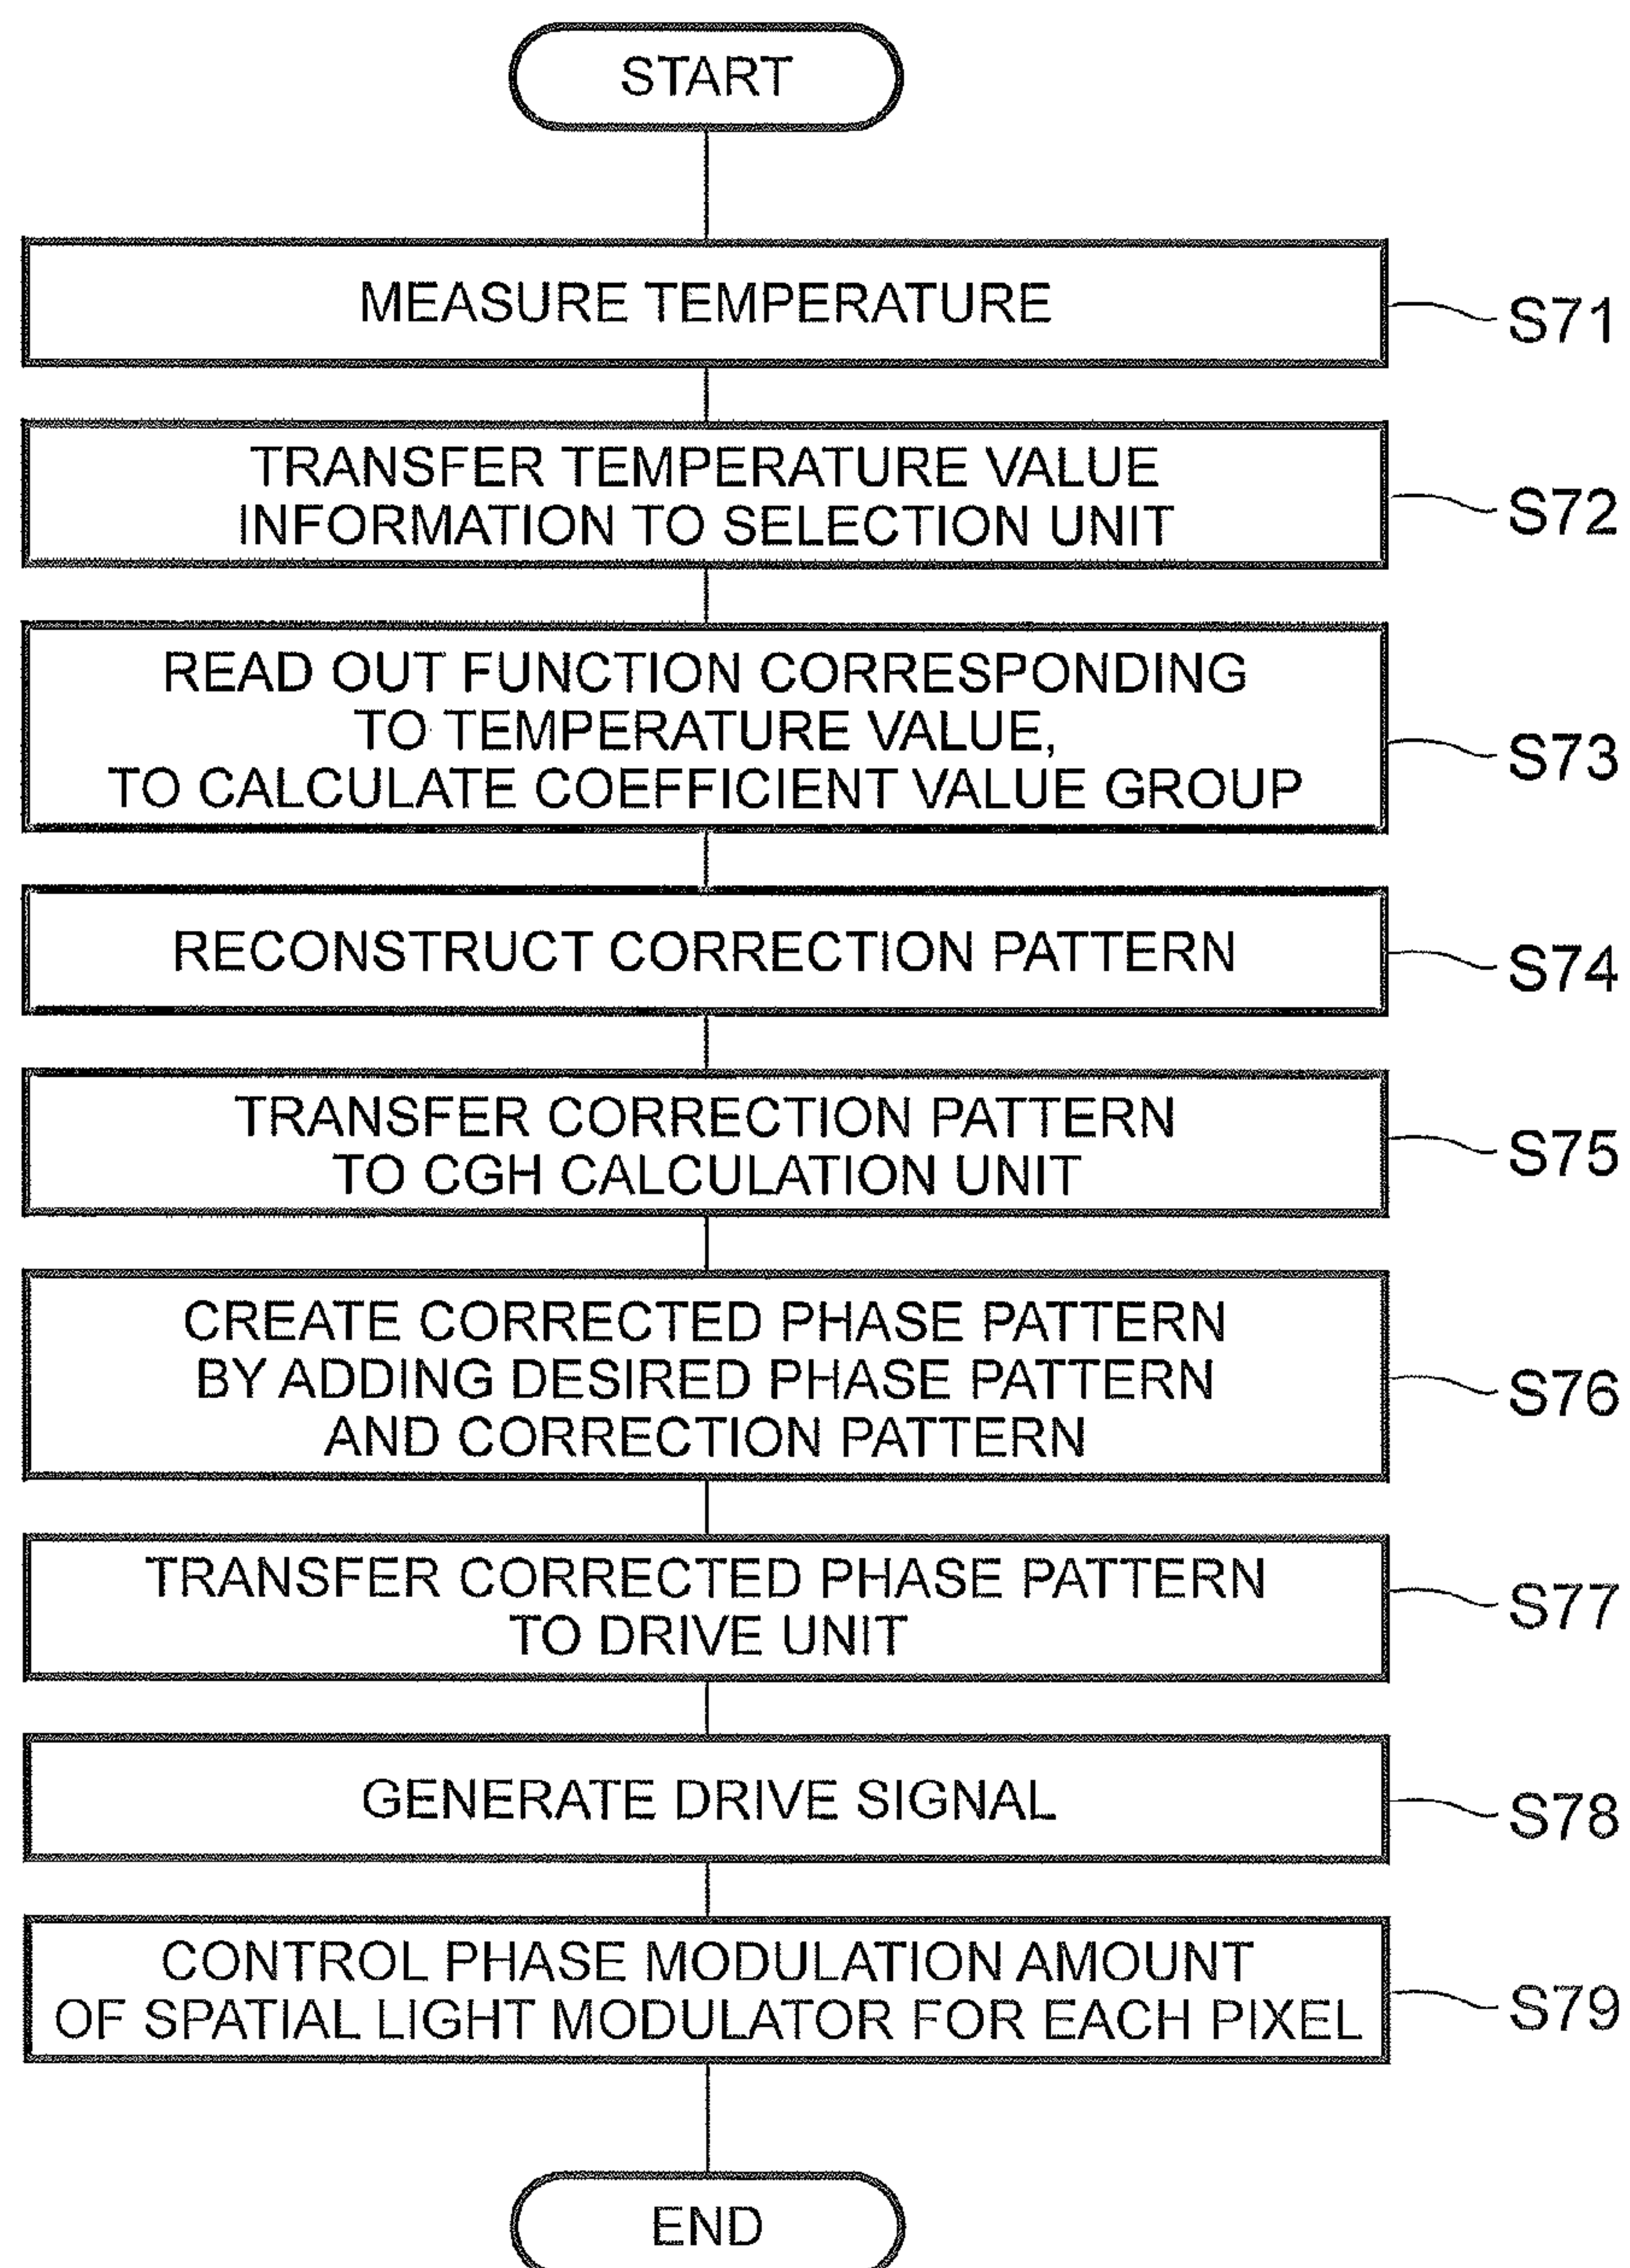 START
MEASURE TEMPERATURE
S71
TRANSFER TEMPERATURE VALUE
INFORMATION TO SELECTION UNIT
S72
READ OUT FUNCTION CORRESPONDING
TO TEMPERATURE VALUE,
TO CALCULATE COEFFICIENT VALUE GROUP
S73
RECONSTRUCT CORRECTION PATTERN
S74
TRANSFER CORRECTION PATTERN
TO CGH CALCULATION UNIT
S75
CREATE CORRECTED PHASE PATTERN
BY ADDING DESIRED PHASE PATTERN
AND CORRECTION PATTERN
S76
TRANSFER CORRECTED PHASE PATTERN
TO DRIVE UNIT
S77
GENERATE DRIVE SIGNAL
S78
CONTROL PHASE MODULATION AMOUNT
OF SPATIAL LIGHT MODULATOR FOR EACH PIXEL
S79
END